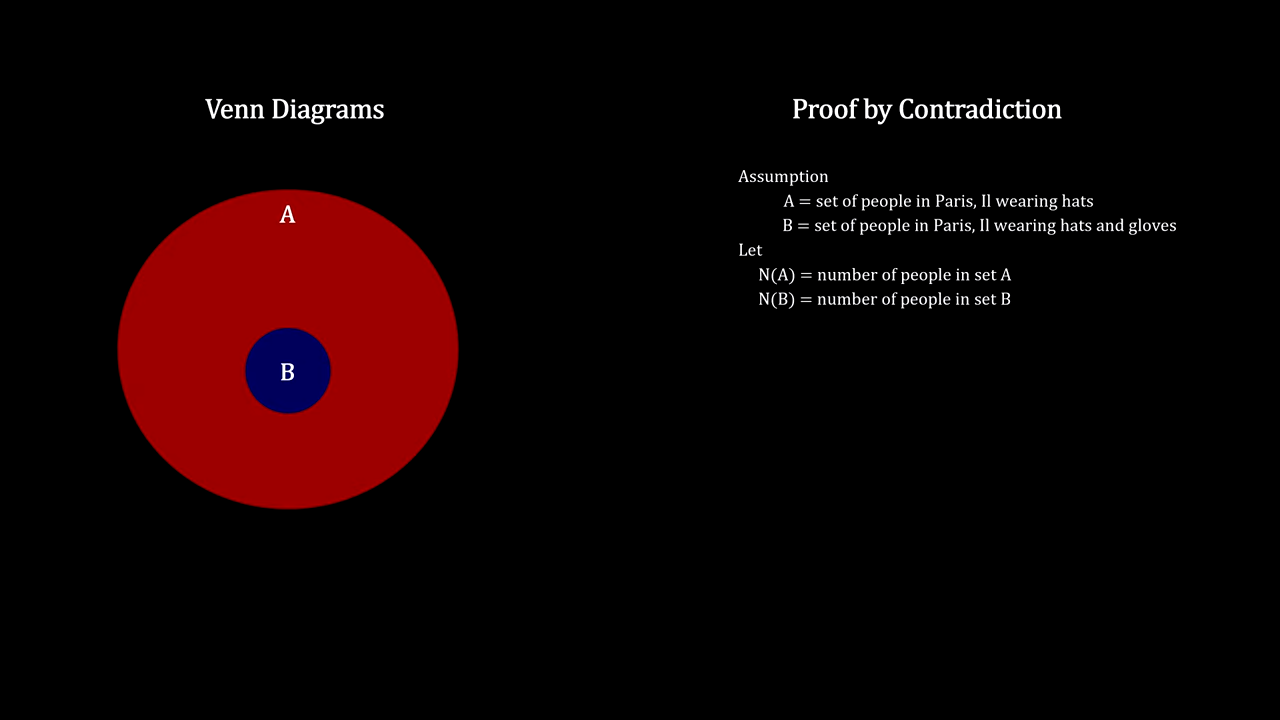 Venn Diagrams
A
B
Proof by Contradiction
Assumption
A = set of people in Paris, Il wearing hats
B = set of people in Paris, Il wearing hats and gloves
Let
N(A) = number of people in set A
N(B) = number of people in set B